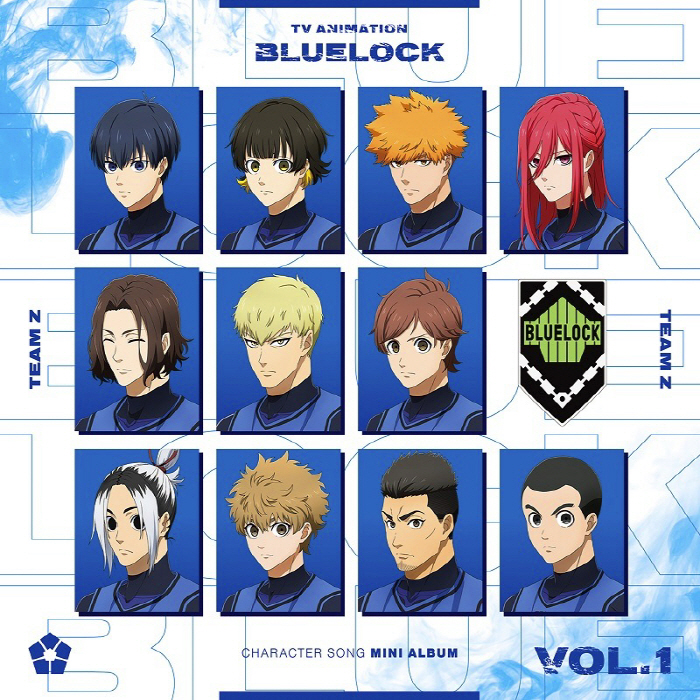 TV ANIMATION
BLUELOCK
TEAM Z
BLUELOCK
TEAM Z
CHARACTER SONG MINI ALBUM
VOL.1